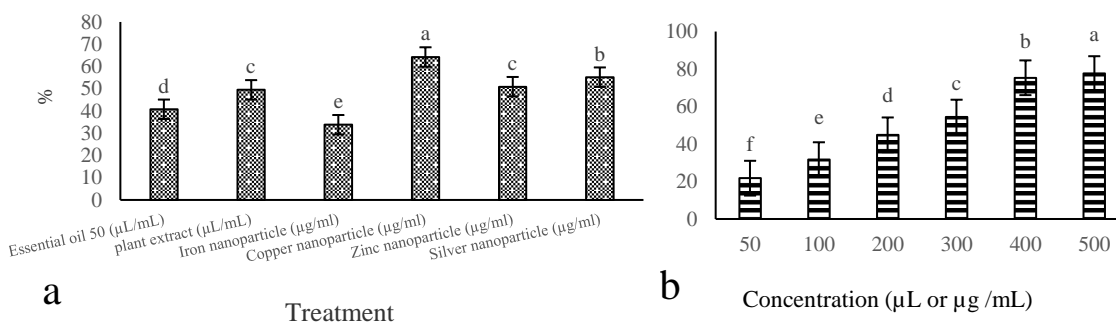 80
70
60
50
40
30
20
10
0
%
d
c
e
a
c
b
Essential oil 50 (µL/mL)
plant extract (µL/mL)
Iron nanoparticle (µg/ml)
Copper nanoparticle (µg/ml)
Zinc nanoparticle (µg/ml)
Silver nanoparticle (µg/ml)
a
Treatment
100
80
60
40
20
0
f
e
d
c
b
a
50 100 200 300 400 500
b
Concentration (µL or µg /mL)